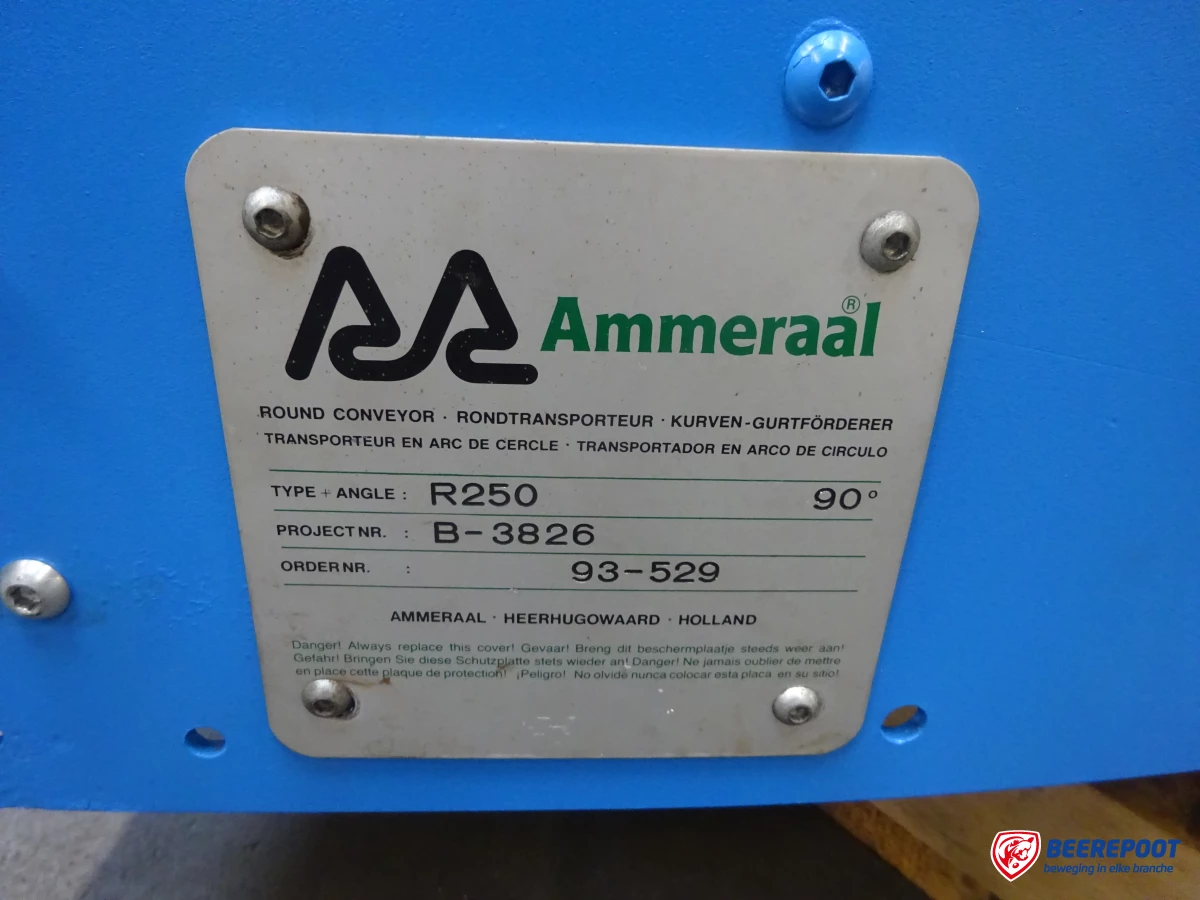 Ammeraal®
ROUND CONVEYOR · RONDTRANSPORTEUR · KURVEN-GURTFÖRDERER
TRANSPORTEUR EN ARC DE CERCLE · TRANSPORTADOR EN ARCO DE CIRCULO
TYPE + ANGLE : R250 90°
PROJECT NR. : B-3826
ORDER NR. : 93-529
AMMERAAL · HEERHUGOWAARD · HOLLAND
Danger! Always replace this cover! Gevaar! Breng dit beschermplaatje steeds weer aan!
Gefahr! Bringen Sie diese Schutzplatte stets wieder an! Danger! Ne jamais oublier de mettre
en place cette plaque de protection! ¡Peligro! No olvide nunca colocar esta placa en su sitio!
BEEREPOOT
beweging in elke branche